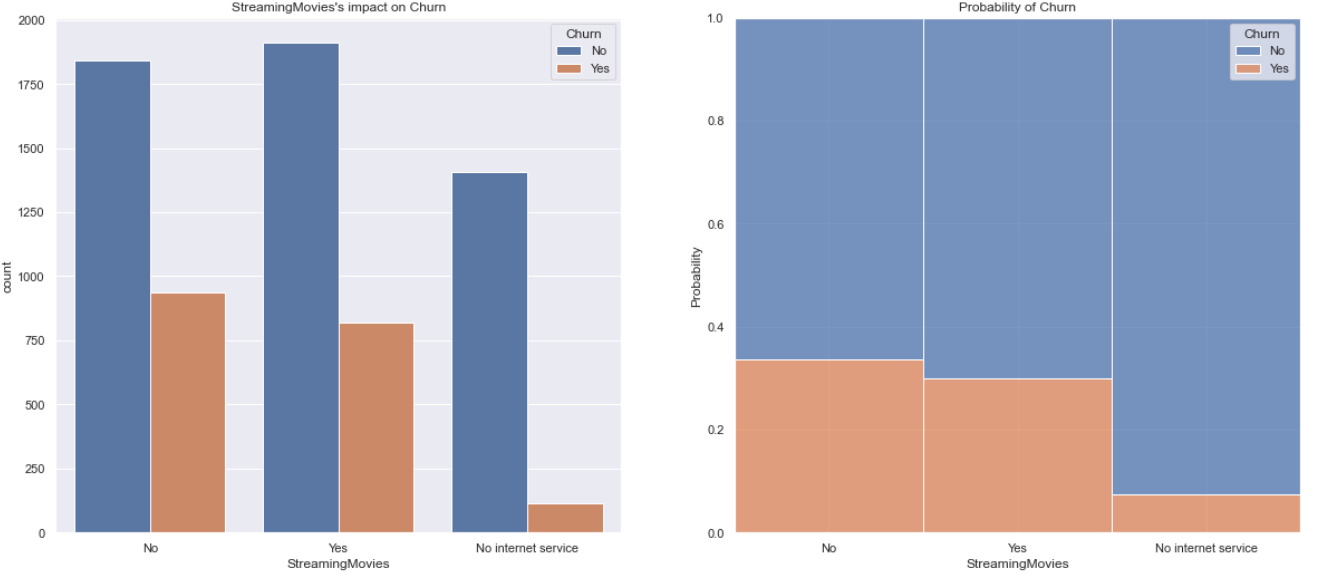 StreamingMovies's impact on Churn
2000
1750
1500
1250
1000
750
500
250
0
count
Churn
No
Yes
No
Yes
No internet service
StreamingMovies
Probability of Churn
1.0
0.8
0.6
0.4
0.2
0.0
Probability
Churn
No
Yes
No
Yes
No internet service
StreamingMovies